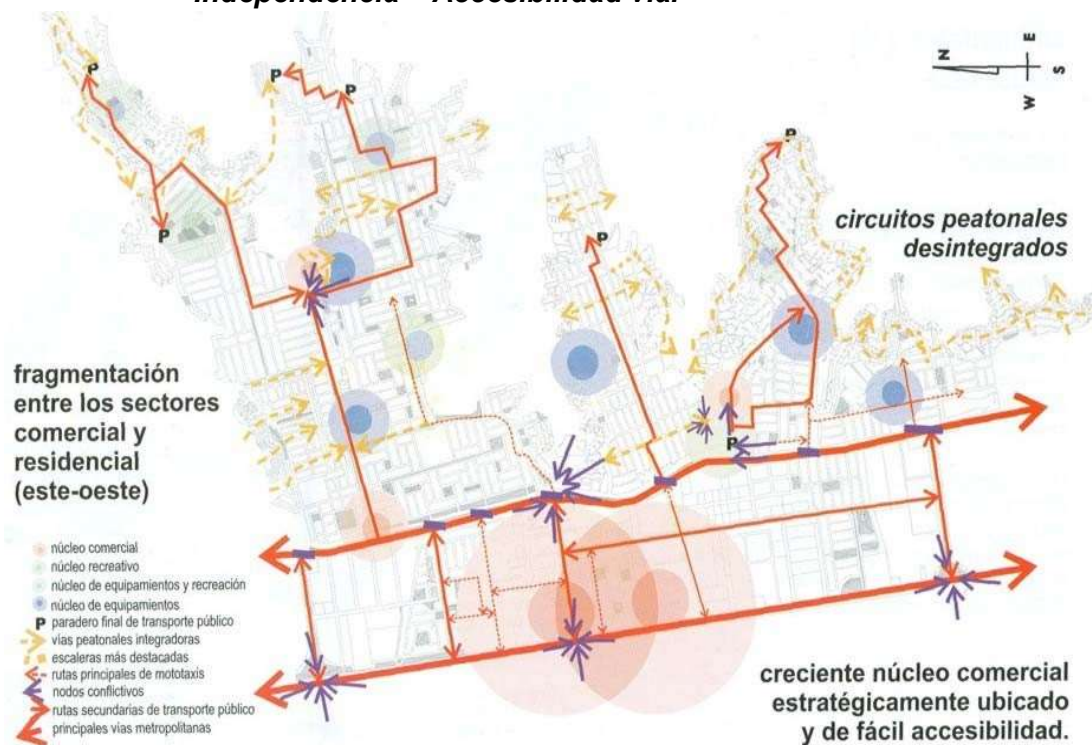 Independencia – Accesibilidad vial
N
E
S
W
P
P
P
P
P
P
P
circuitos peatonales
desintegrados
fragmentación
entre los sectores
comercial y
residencial
(este-oeste)
núcleo comercial
núcleo recreativo
núcleo de equipamientos y recreación
núcleo de equipamientos
P paradero final de transporte público
vías peatonales integradoras
escaleras más destacadas
rutas principales de mototaxis
nodos conflictivos
rutas secundarias de transporte público
principales vías metropolitanas
creciente núcleo comercial
estratégicamente ubicado
y de fácil accesibilidad.